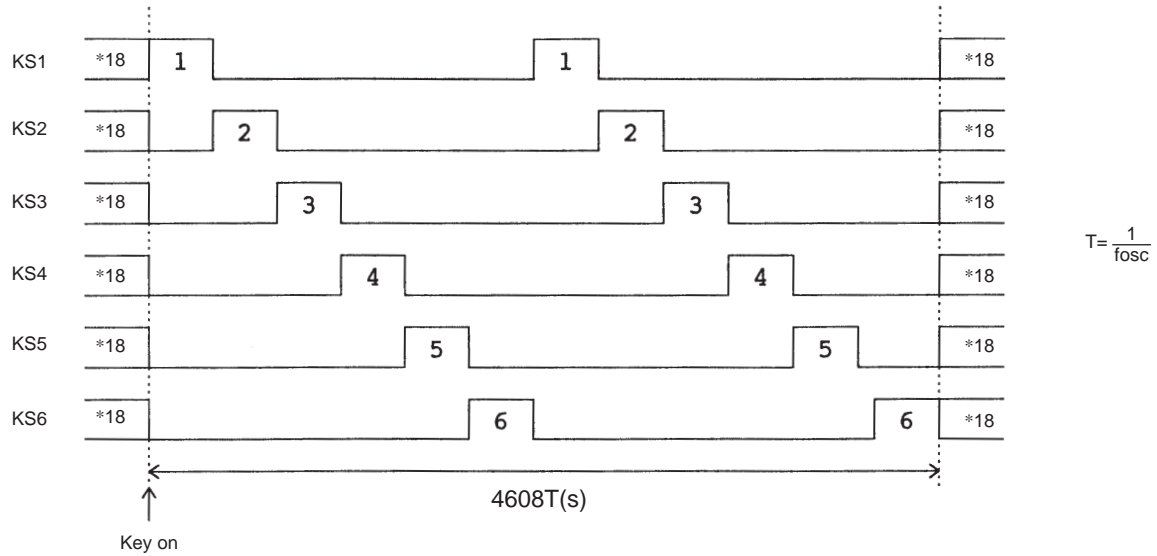 KS1 *18 1 1 *18
KS2 *18 2 2 *18
KS3 *18 3 3 *18
T= 1
fosc
KS4 *18 4 4 *18
KS5 *18 5 5 *18
KS6 *18 6 6 *18
4608T(s)
Key on